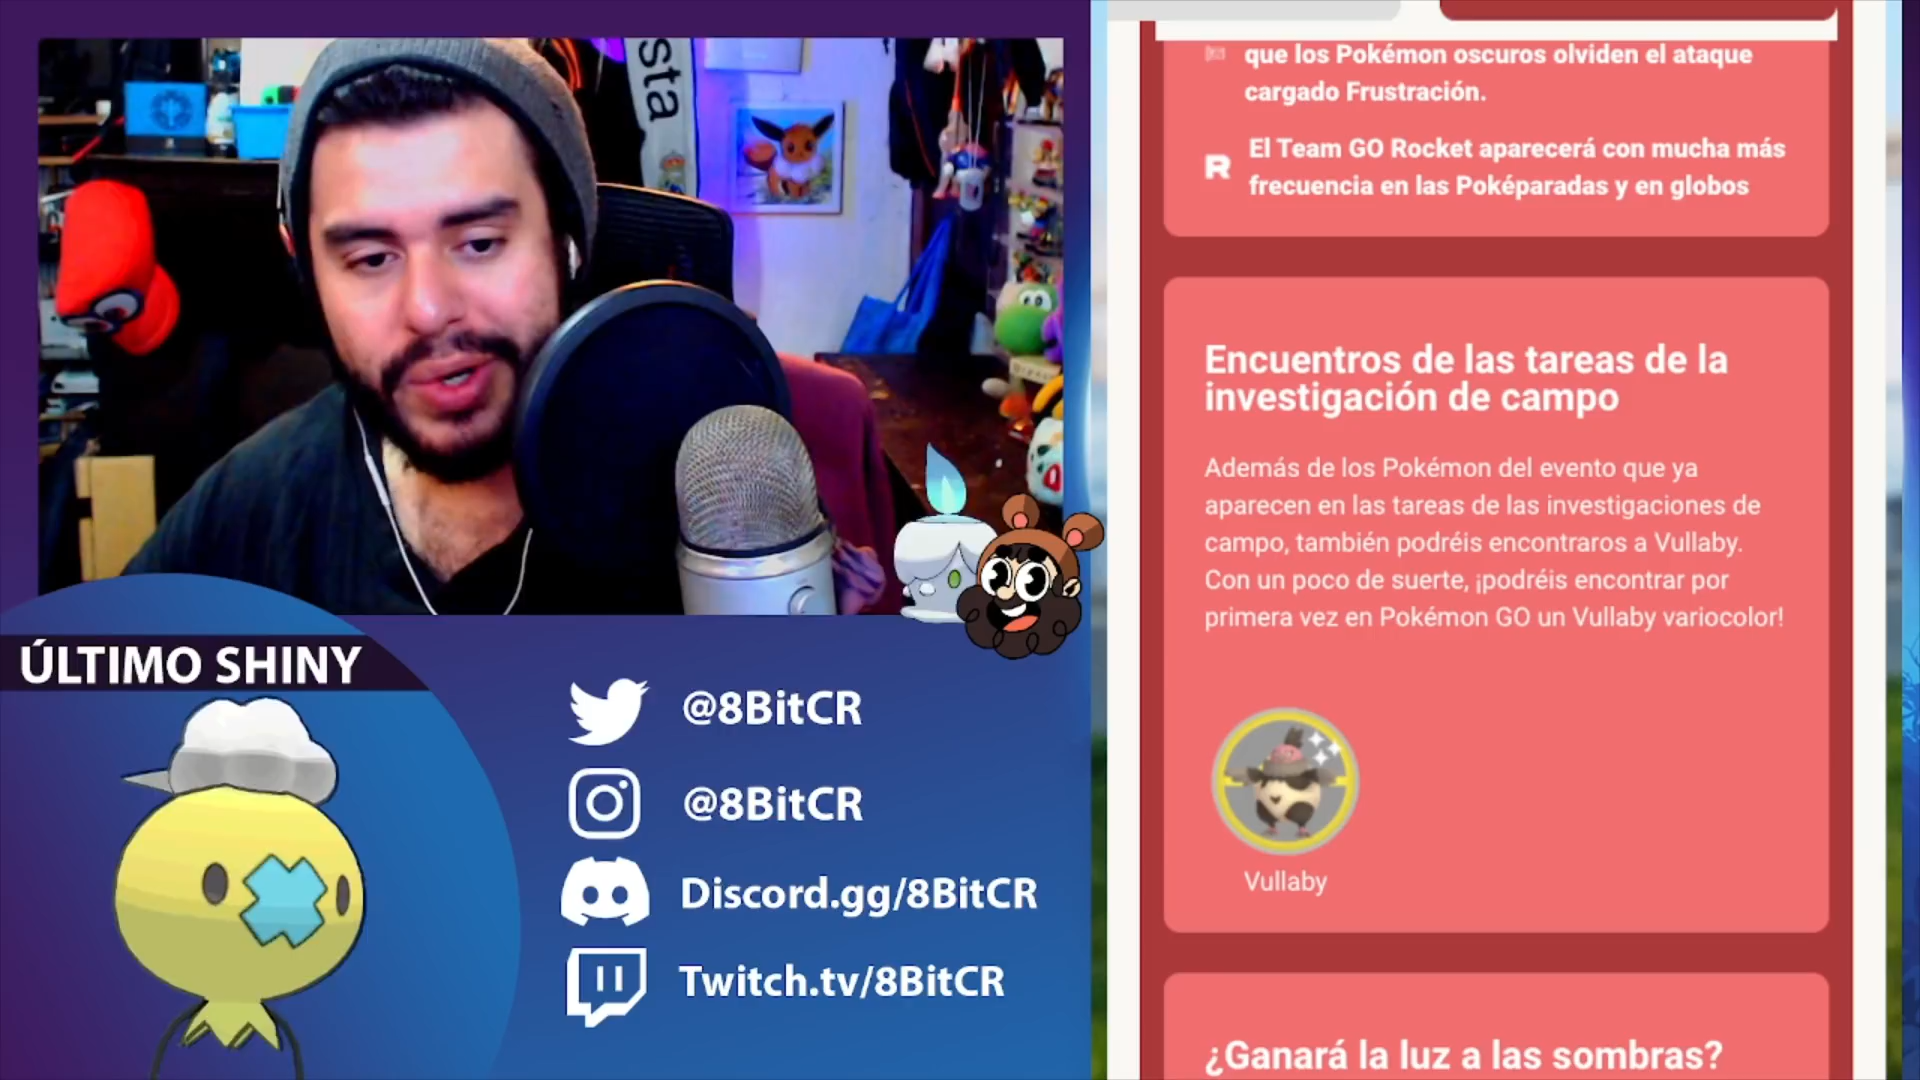 sta
ÚLTIMO SHINY
@8BitCR
@8BitCR
Discord.gg/8BitCR
Twitch.tv/8BitCR
que los Pokémon oscuros olviden el ataque
cargado Frustración.
R
El Team GO Rocket aparecerá con mucha más
frecuencia en las Poképaradas y en globos
Encuentros de las tareas de la
investigación de campo
Además de los Pokémon del evento que ya
aparecen en las tareas de las investigaciones de
campo, también podréis encontraros a Vullaby.
Con un poco de suerte, ¡podréis encontrar por
primera vez en Pokémon GO un Vullaby variocolor!
Vullaby
¿Ganará la luz a las sombras?